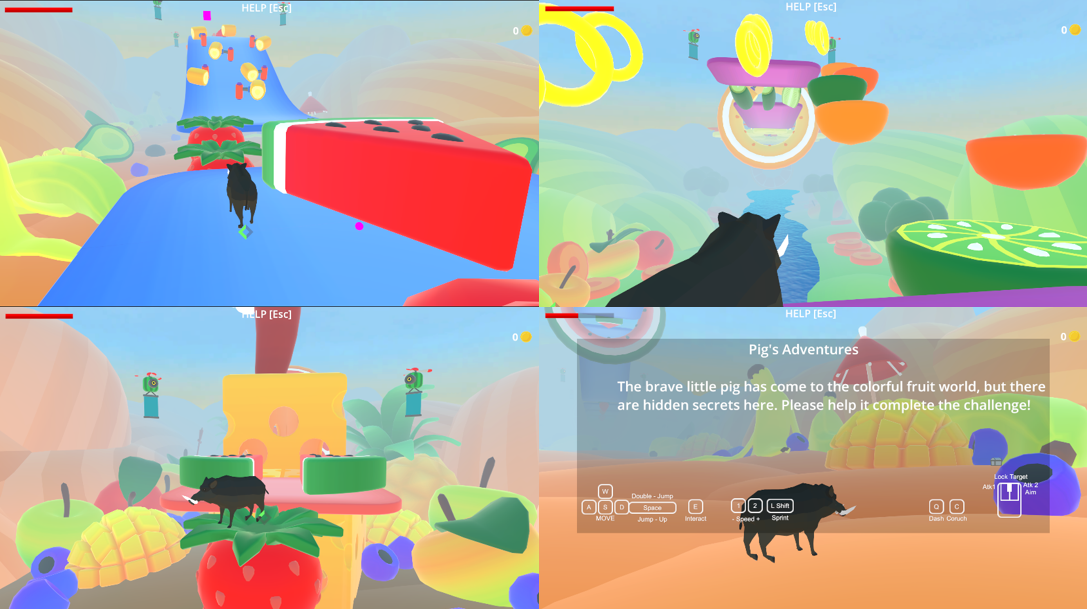 HELP [Esc]
0
HELP [Esc]
0
HELP [Esc]
0
HELP [Esc]
0
Pig's Adventures
The brave little pig has come to the colorful fruit world, but there
are hidden secrets here. Please help it complete the challenge!
Lock Target
W
Double - Jump
1
2
L Shift
Atk1
Atk 2
Aim
A
S
D
Space
E
Q
C
MOVE
Jump - Up
Interact
- Speed +
Sprint
Dash
Coruch